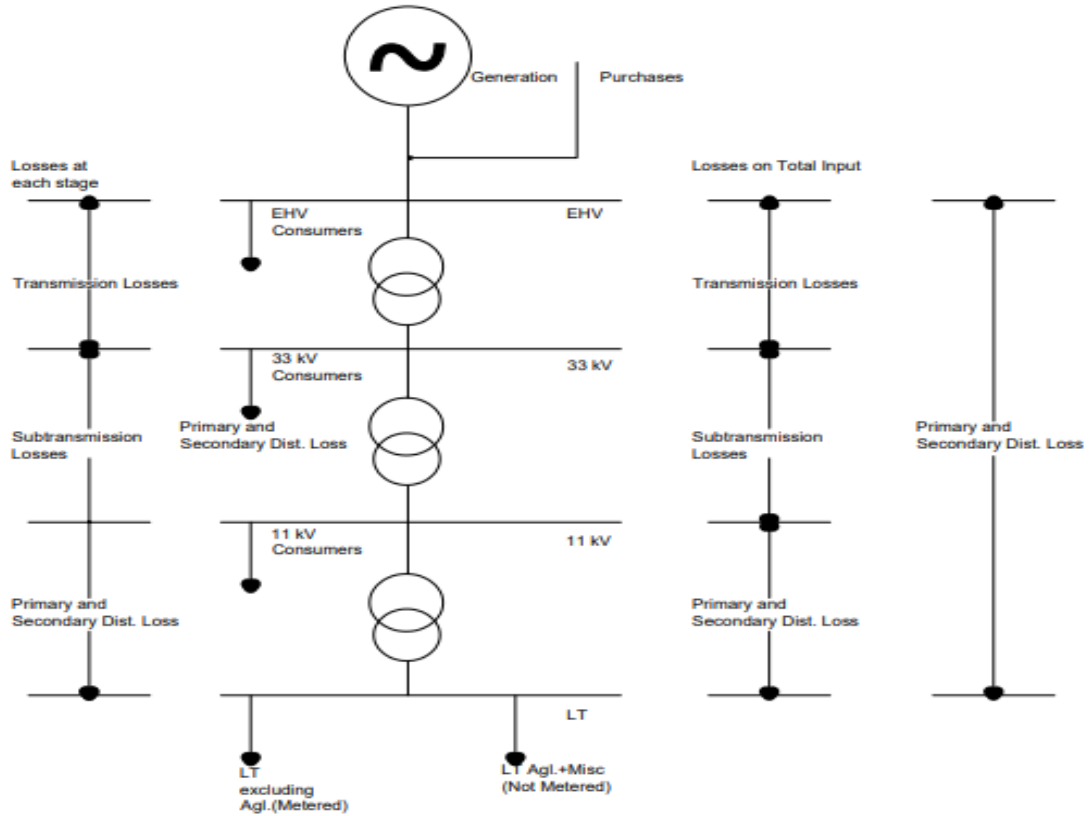 Generation
Purchases
Losses at
each stage
Losses on Total Input
EHV
Consumers
EHV
Transmission Losses
Transmission Losses
33 kV
Consumers
33 kV
Subtransmission
Losses
Primary and
Secondary Dist. Loss
Subtransmission
Losses
Primary and
Secondary Dist. Loss
11 kV
Consumers
11 kV
Primary and
Secondary Dist. Loss
Primary and
Secondary Dist. Loss
LT
LT
excluding
Agl.(Metered)
LT Agl.+Misc
(Not Metered)